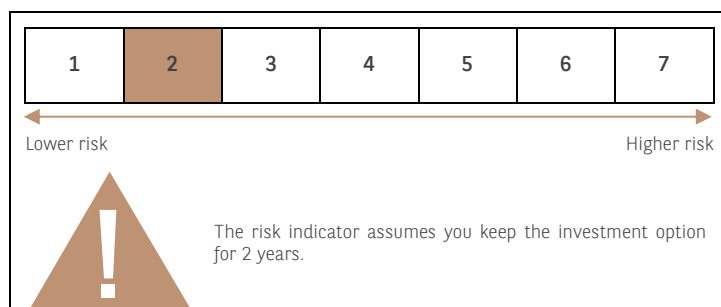 1 2 3 4 5 6 7
Lower risk Higher risk
!
The risk indicator assumes you keep the investment option
for 2 years.